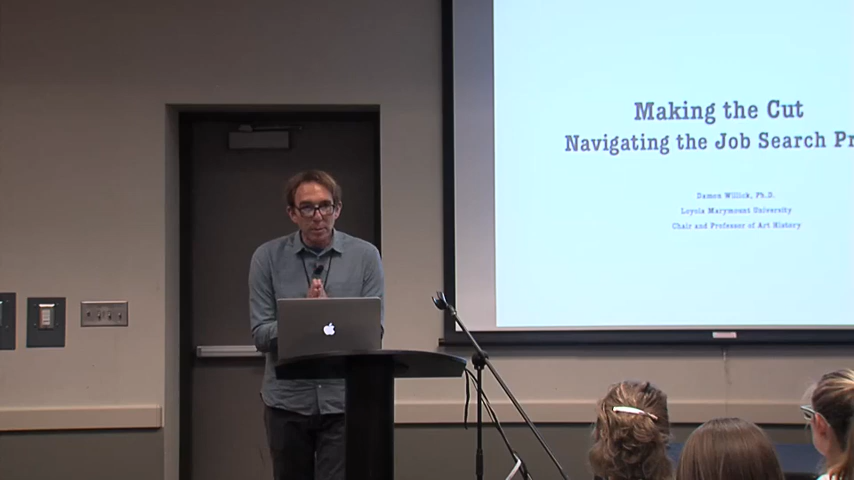 Making the Cut
Navigating the Job Search Pr
Damon Willick, Ph.D.
Loyola Marymount University
Chair and Professor of Art History